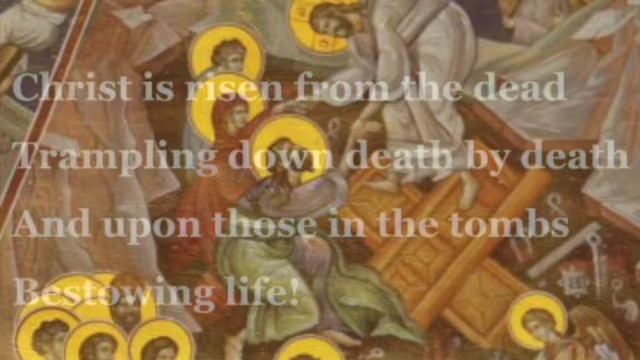 Christ is risen from the dead
Trampling down death by death
And upon those in the tombs
Bestowing life!